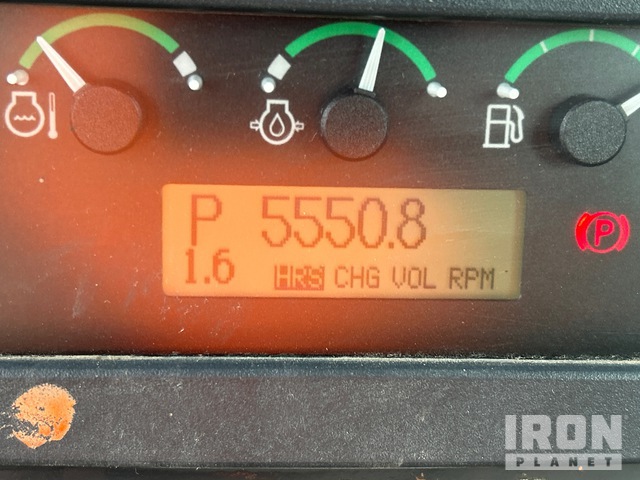 P 5550.8
1.6 HRS CHG VOL RPM
P
IRON
PLANET